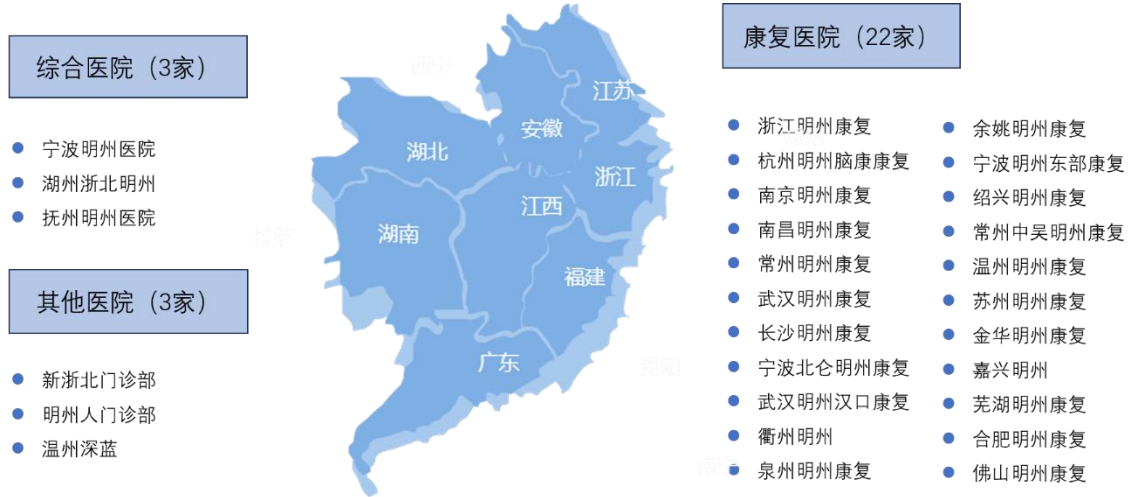 综合医院（3家）
宁波明州医院
湖州浙北明州
抚州明州医院
其他医院（3家）
新浙北门诊部
明州人门诊部
温州深蓝
西宁
拉萨
贵阳
江苏
安徽
湖北
浙江
江西
湖南
福建
广东
康复医院（22家）
浙江明州康复
杭州明州脑康康复
南京明州康复
南昌明州康复
常州明州康复
武汉明州康复
长沙明州康复
宁波北仑明州康复
武汉明州汉口康复
衢州明州
泉州明州康复
余姚明州康复
宁波明州东部康复
绍兴明州康复
常州中吴明州康复
温州明州康复
苏州明州康复
金华明州康复
嘉兴明州
芜湖明州康复
合肥明州康复
佛山明州康复